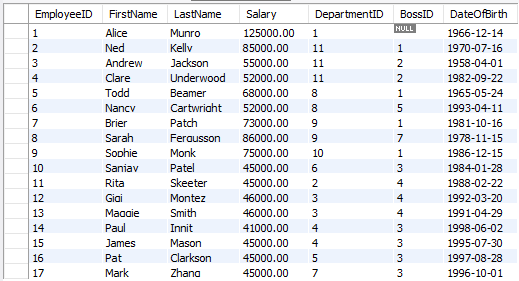 EmployeeID FirstName LastName Salary DepartmentID BossID DateOfBirth
1 Alice Munro 125000.00 1 NULL 1966-12-14
2 Ned Kelly 85000.00 11 1 1970-07-16
3 Andrew Jackson 55000.00 11 2 1958-04-01
4 Clare Underwood 52000.00 11 2 1982-09-22
5 Todd Beamer 68000.00 8 1 1965-05-24
6 Nancy Cartwright 52000.00 8 5 1993-04-11
7 Brier Patch 73000.00 9 1 1981-10-16
8 Sarah Fergusson 86000.00 9 7 1978-11-15
9 Sophie Monk 75000.00 10 1 1986-12-15
10 Sanjay Patel 45000.00 6 3 1984-01-28
11 Rita Skeeter 45000.00 2 4 1988-02-22
12 Gigi Montez 46000.00 3 4 1992-03-20
13 Maggie Smith 46000.00 3 4 1991-04-29
14 Paul Innit 41000.00 4 3 1998-06-02
15 James Mason 45000.00 4 3 1995-07-30
16 Pat Clarkson 45000.00 5 3 1997-08-28
17 Mark Zhang 45000.00 7 3 1996-10-01